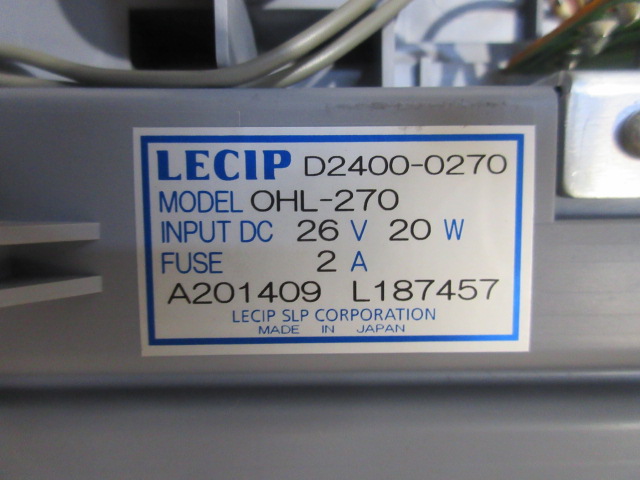 LECIP D2400-0270
MODEL OHL-270
INPUT DC 26 V 20 W
FUSE 2 A
A201409 L187457
LECIP SLP CORPORATION
MADE IN JAPAN